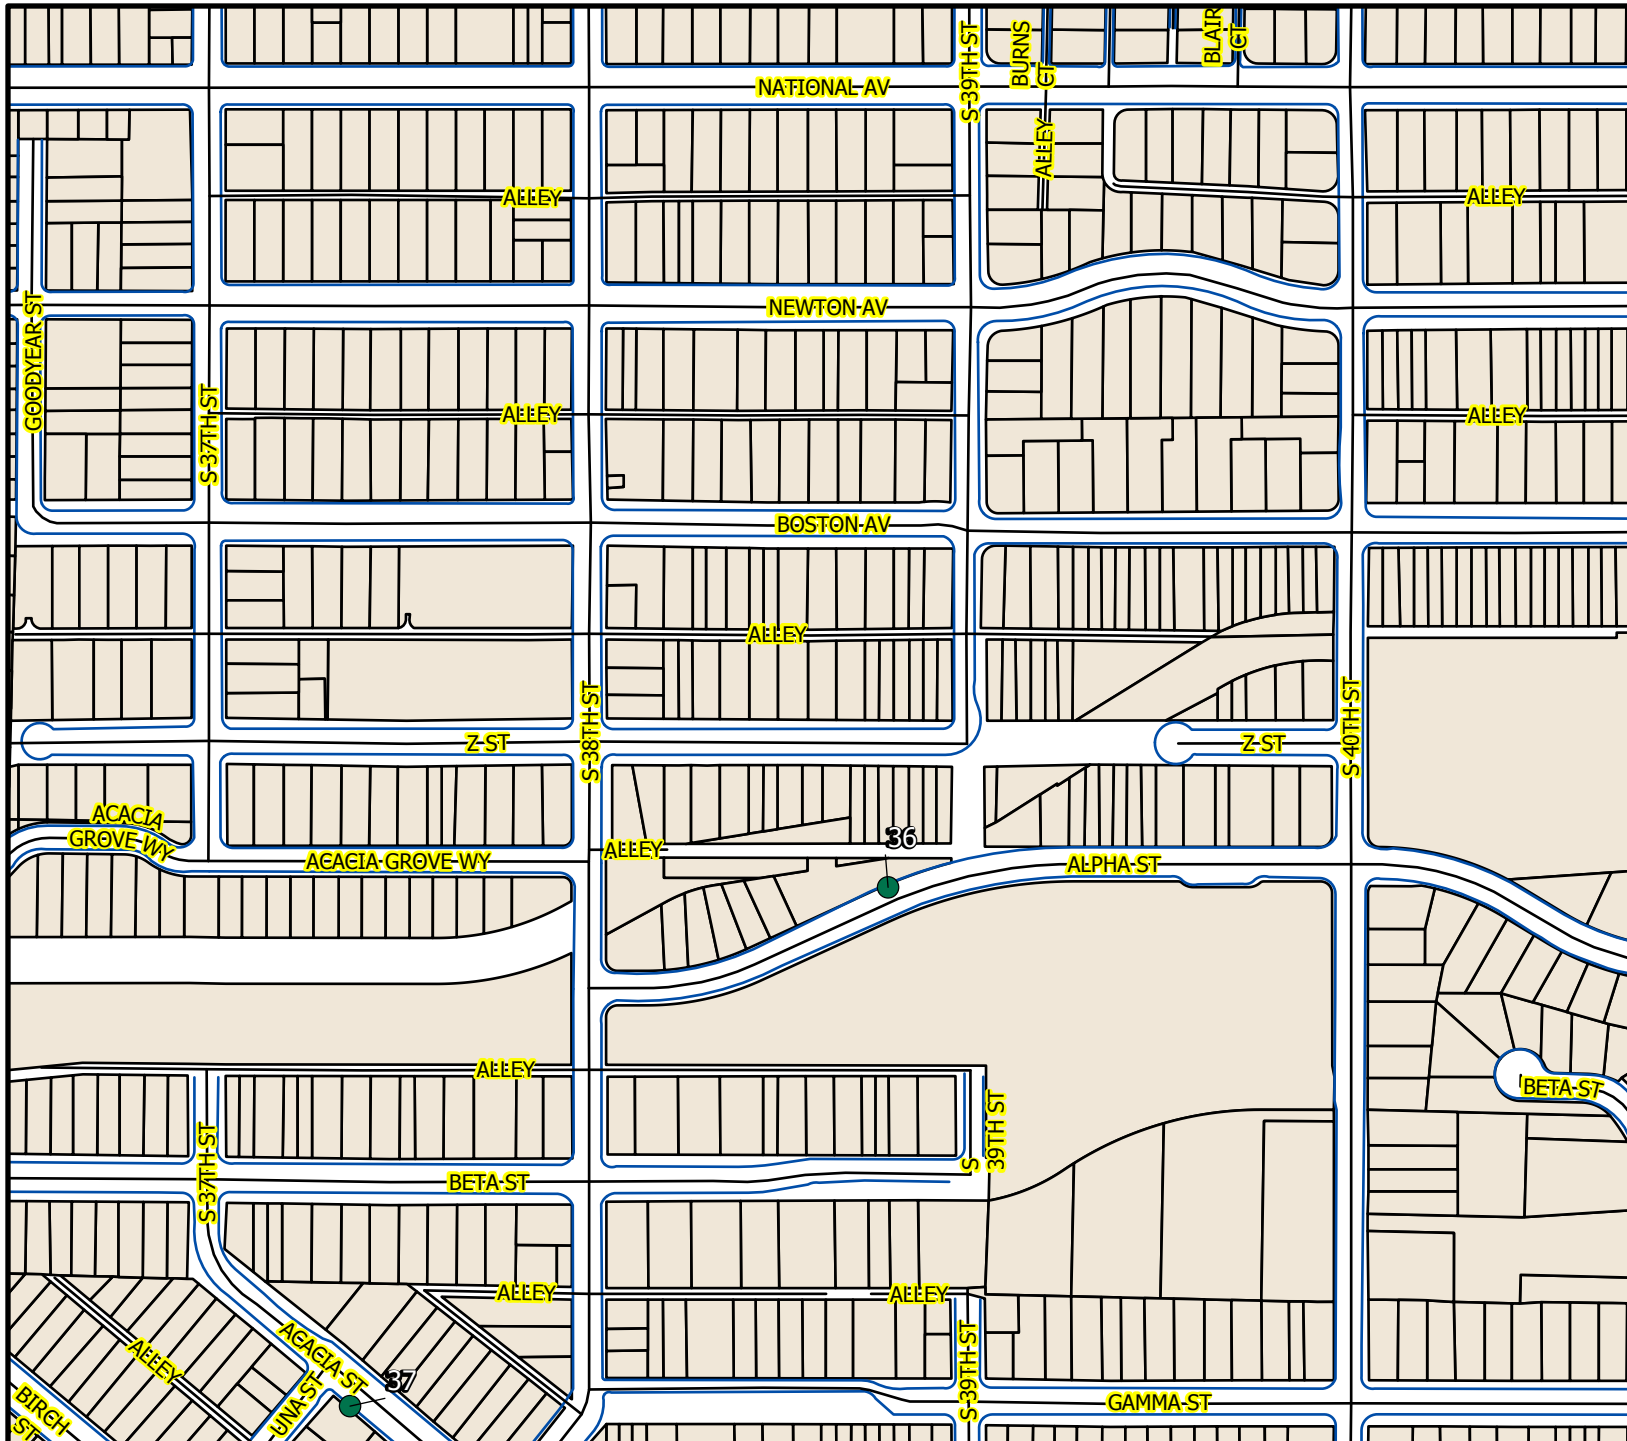 BURNS
CT
BLAIR
CT
S 39TH ST
NATIONAL AV
ALLEY
ALLEY
ALLEY
GOODYEAR ST
NEWTON AV
S 37TH ST
ALLEY
ALLEY
BOSTON AV
ALLEY
S 38TH ST
Z ST
Z ST
S 40TH ST
ACACIA
GROVE WY
ACACIA GROVE WY
ALLEY
36
ALPHA ST
ALLEY
BETA ST
S
39TH ST
S 37TH ST
BETA ST
ALLEY
ALLEY
ALLEY
ACACIA ST
S 39TH ST
37
UNA ST
BIRCH
ST
GAMMA ST